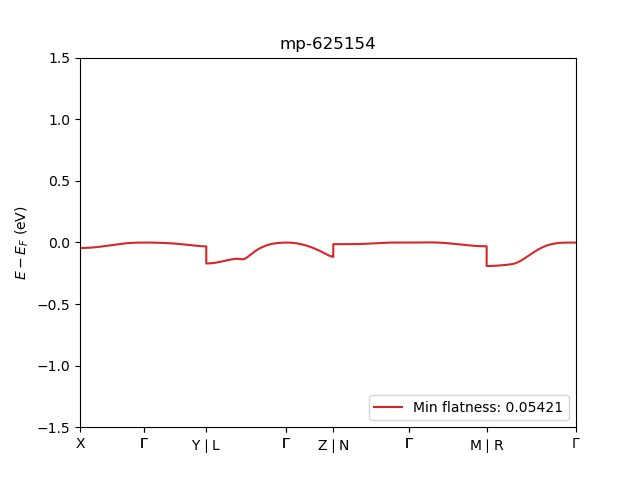 mp-625154
1.5
1.0
0.5
0.0
−0.5
−1.0
−1.5
E − E_F (eV)
Min flatness: 0.05421
X Γ Y | L Γ Z | N Γ M | R Γ